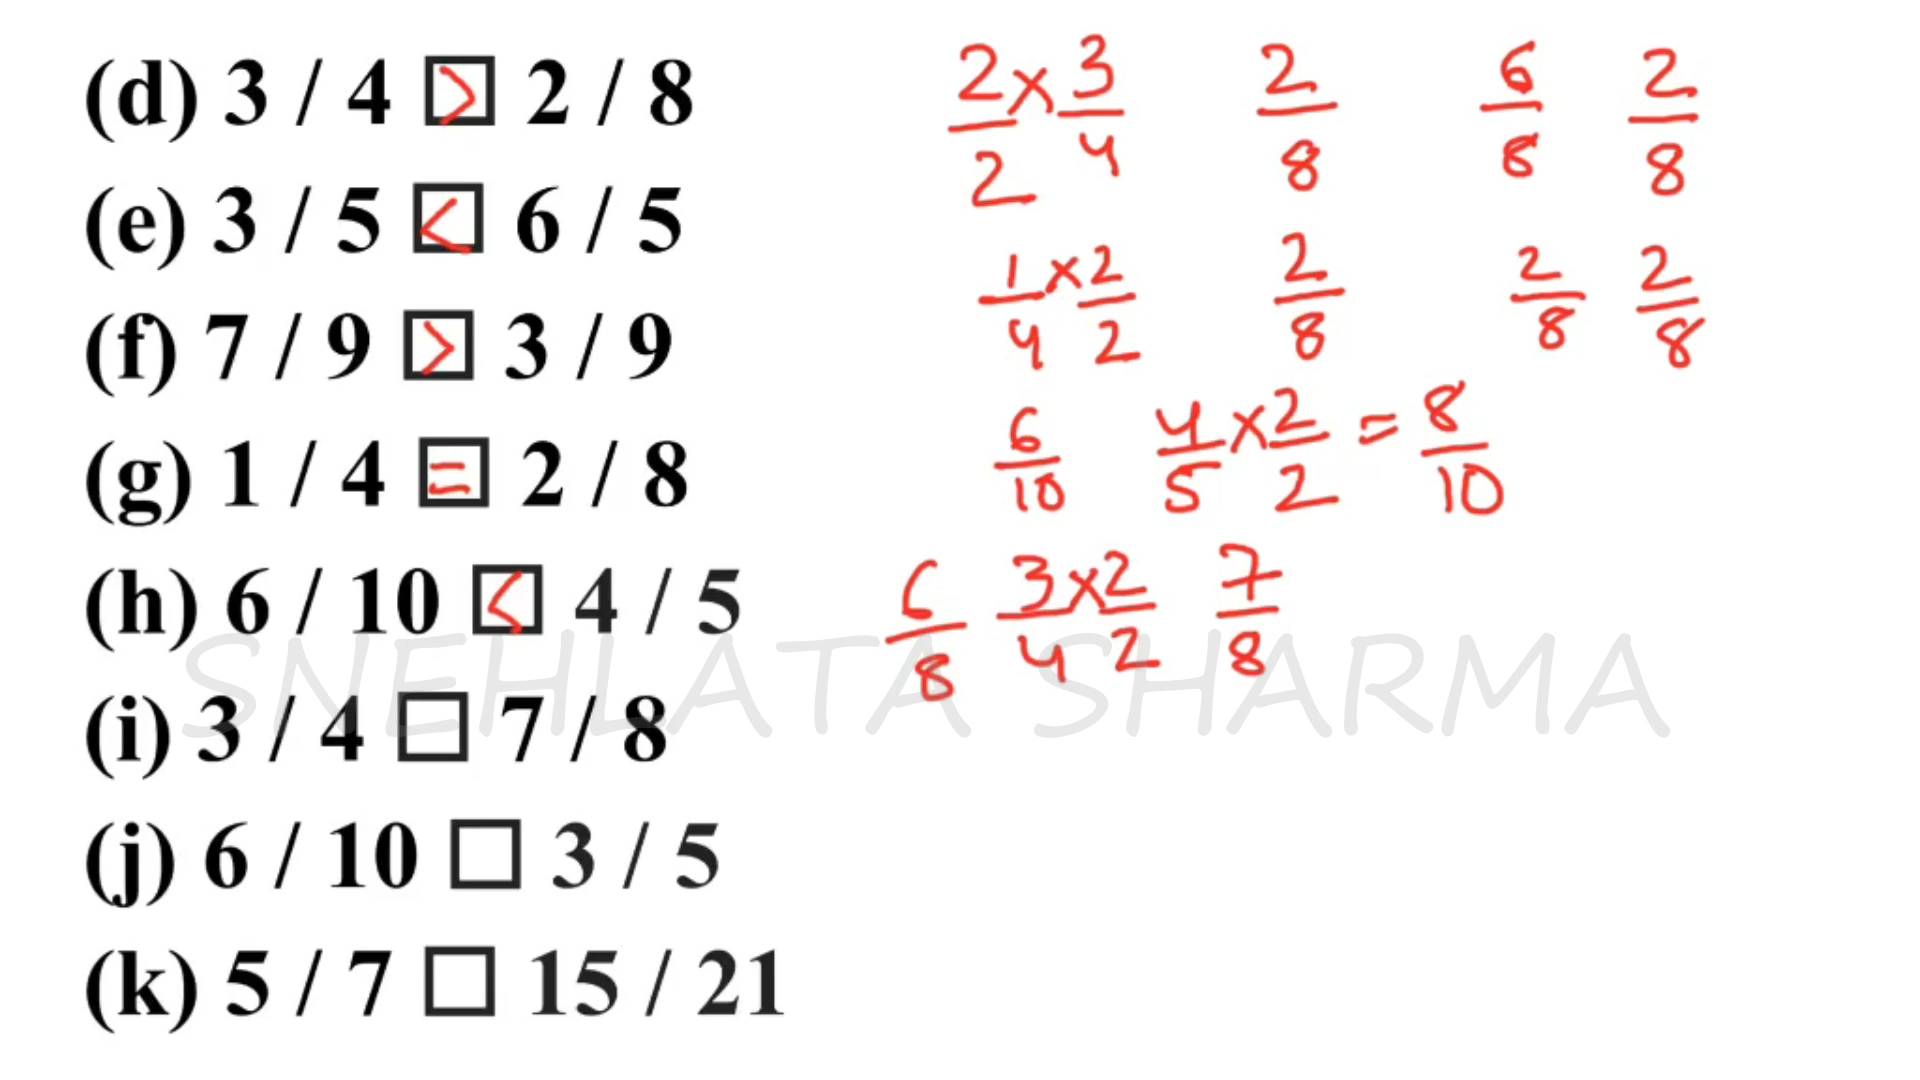 (d) 3 / 4 > 2 / 8
(e) 3 / 5 < 6 / 5
(f) 7 / 9 > 3 / 9
(g) 1 / 4 = 2 / 8
(h) 6 / 10 < 4 / 5
(i) 3 / 4 □ 7 / 8
(j) 6 / 10 □ 3 / 5
(k) 5 / 7 □ 15 / 21
2/2 × 3/4 2/8 6/8 2/8
1/4 × 2/2 2/8 2/8 2/8
6/10 4/5 × 2/2 = 8/10
6/8 3/4 × 2/2 7/8
SNEHLATA SHARMA